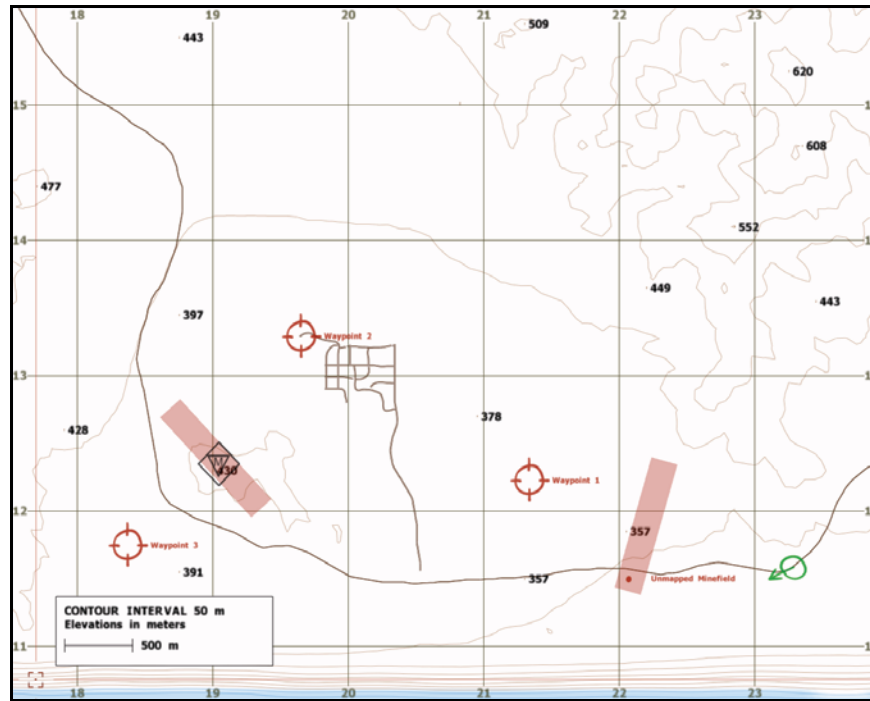 18 19 20 21 22 23
509
443
620
15
608
477
552
14
449
443
397
Waypoint 2
13
378
428
M
430
Waypoint 1
12
357
Waypoint 3
391
357
Unmapped Minefield
CONTOUR INTERVAL 50 m
Elevations in meters
500 m
11
18 19 20 21 22 23